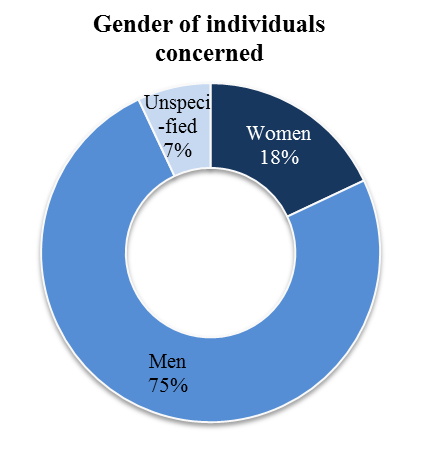 Gender of individuals
concerned
Unspeci
-fied
7%
Women
18%
Men
75%